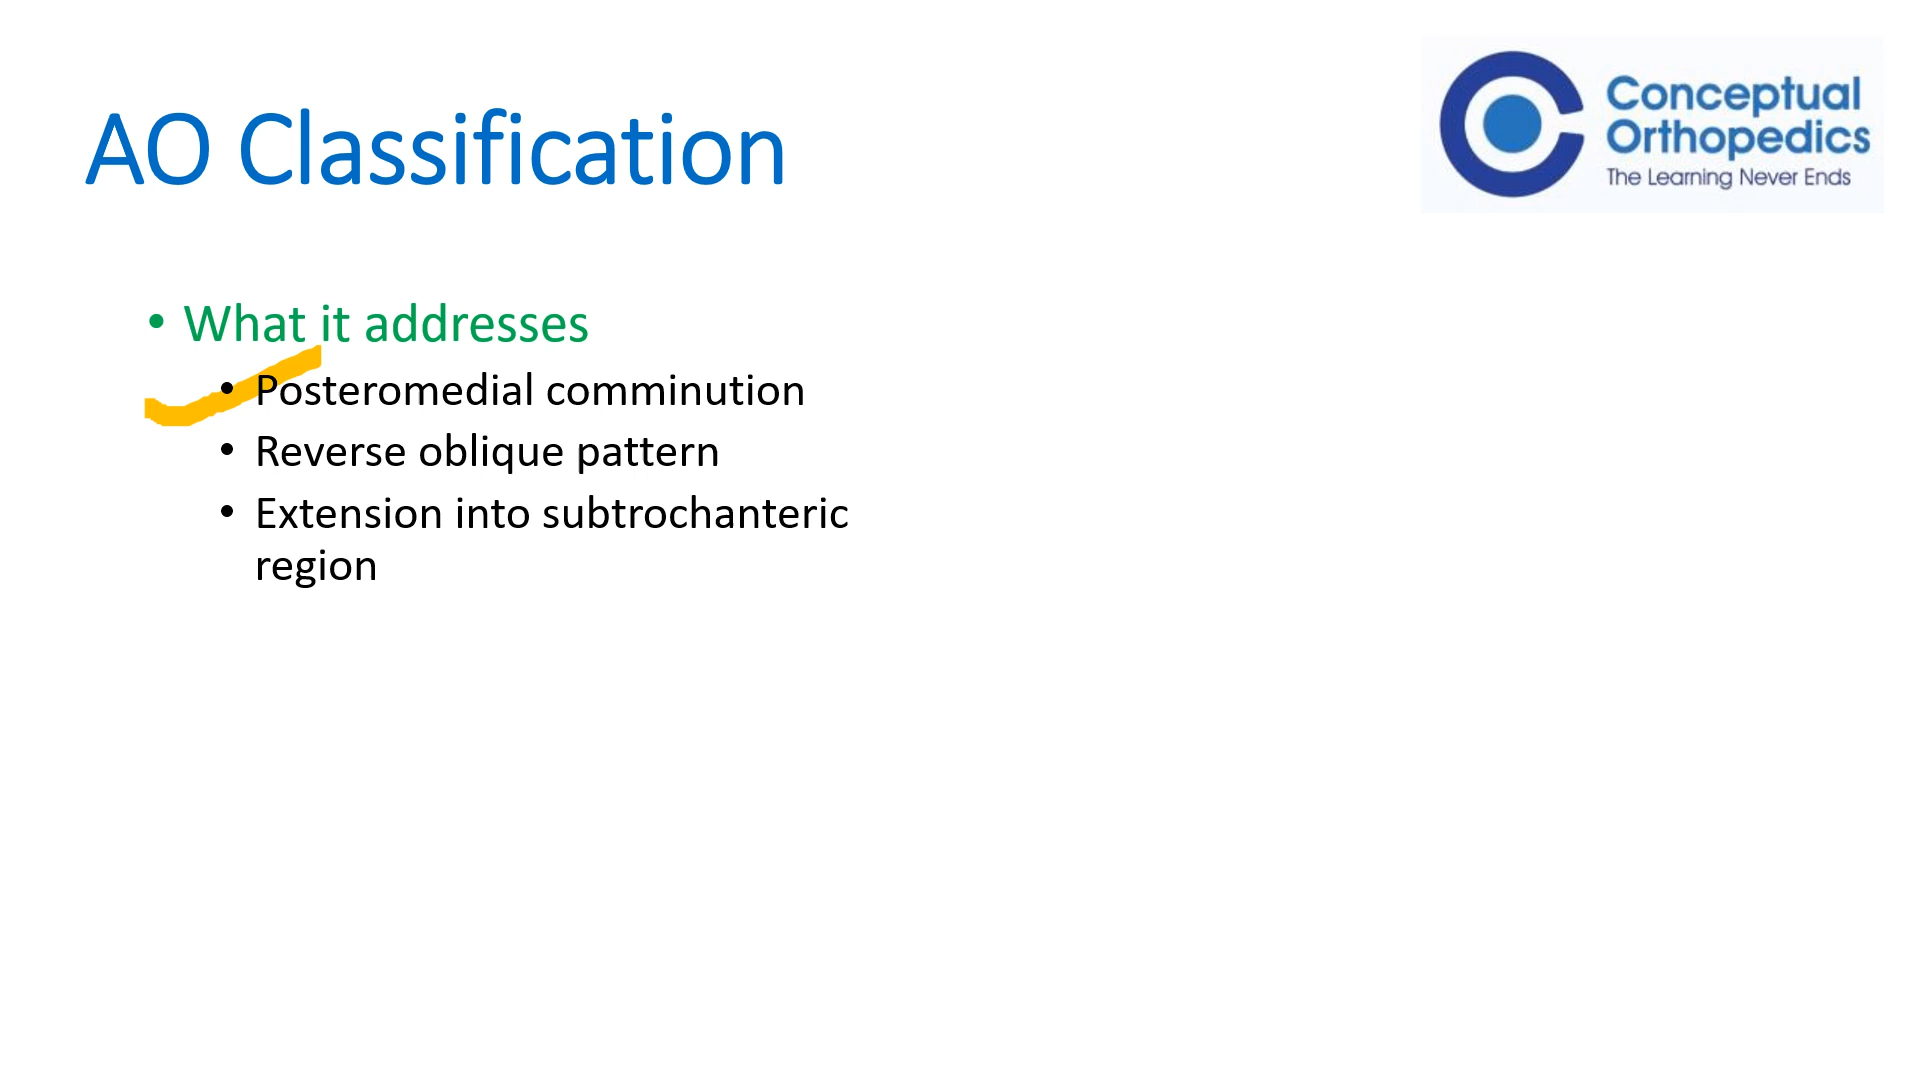 AO Classification
Conceptual
Orthopedics
The Learning Never Ends
• What it addresses
• Posteromedial comminution
• Reverse oblique pattern
• Extension into subtrochanteric
region